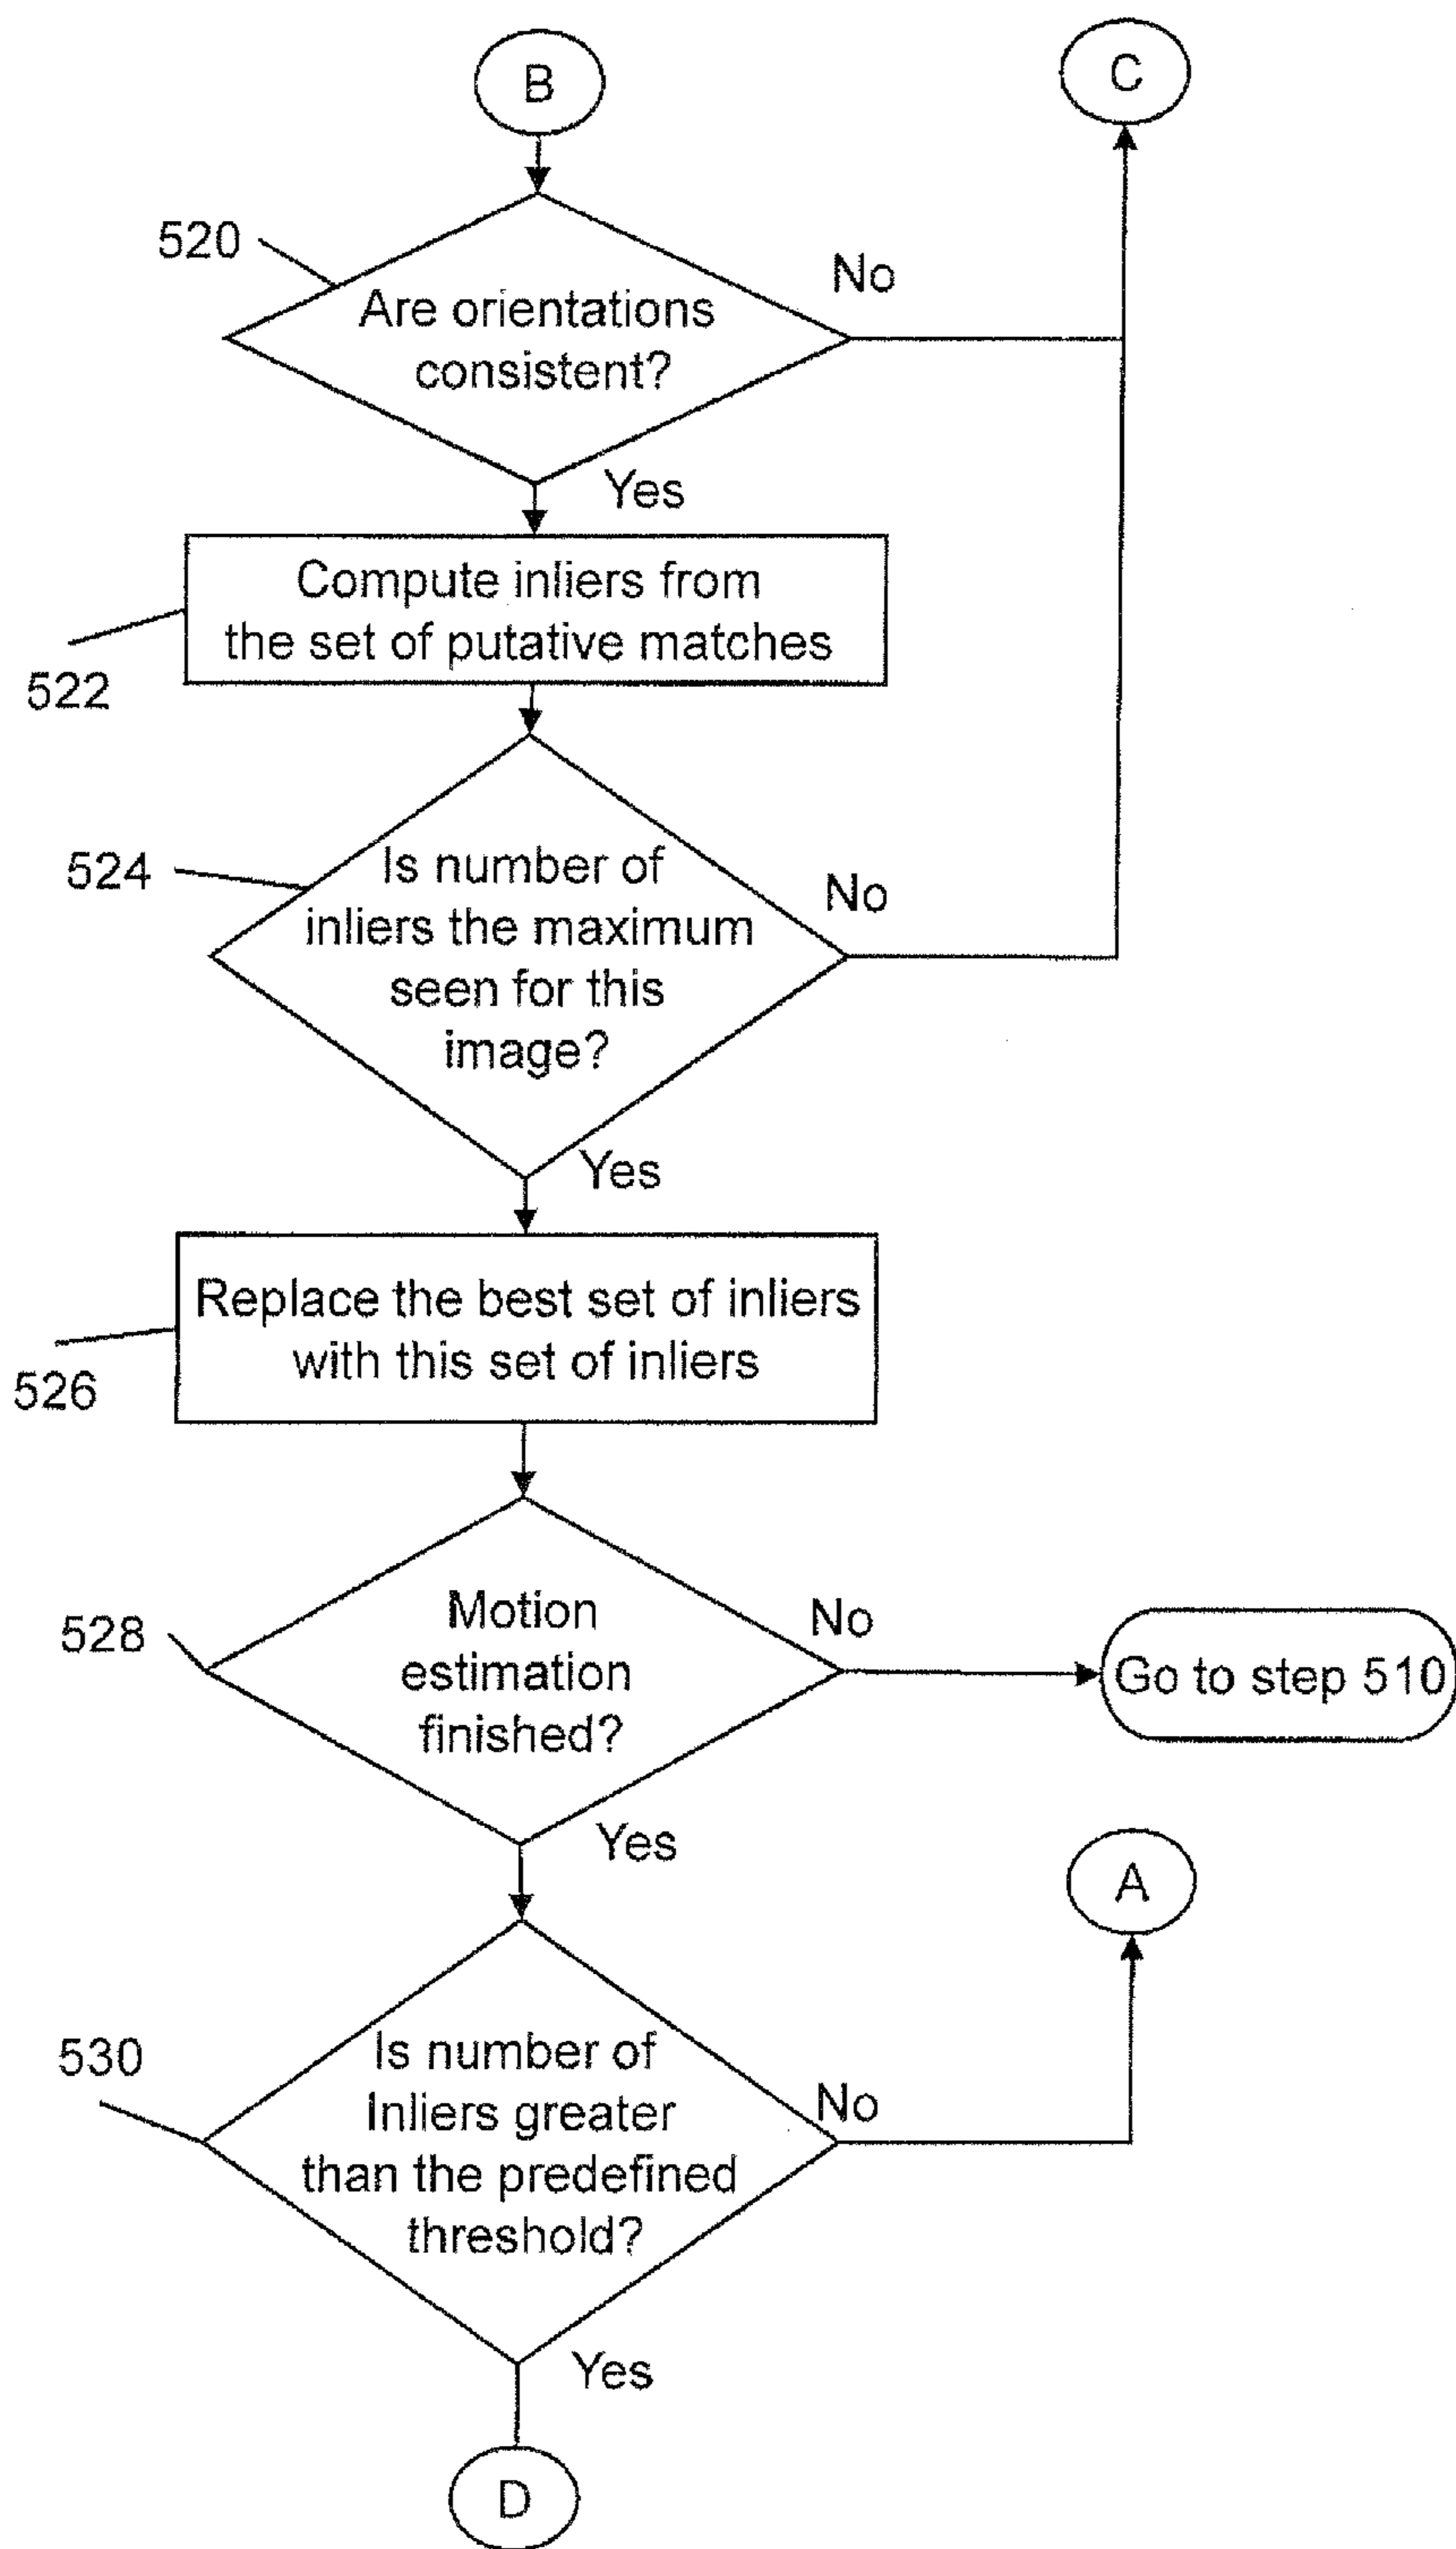 B
C
520
Are orientations
consistent?
No
Yes
Compute inliers from
the set of putative matches
522
524
Is number of
inliers the maximum
seen for this
image?
No
Yes
Replace the best set of inliers
with this set of inliers
526
528
Motion
estimation
finished?
No
Go to step 510
Yes
A
530
Is number of
Inliers greater
than the predefined
threshold?
No
Yes
D